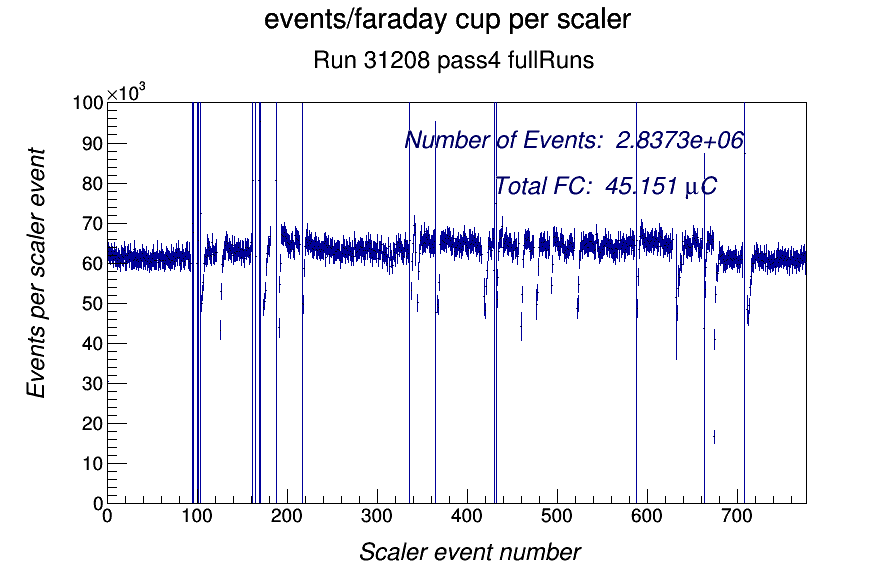 events/faraday cup per scaler
Run 31208 pass4 fullRuns
×10³
100
90
80
70
60
50
40
30
20
10
0
Number of Events: 2.8373e+06
Total FC: 45.151 μC
Events per scaler event
0 100 200 300 400 500 600 700
Scaler event number